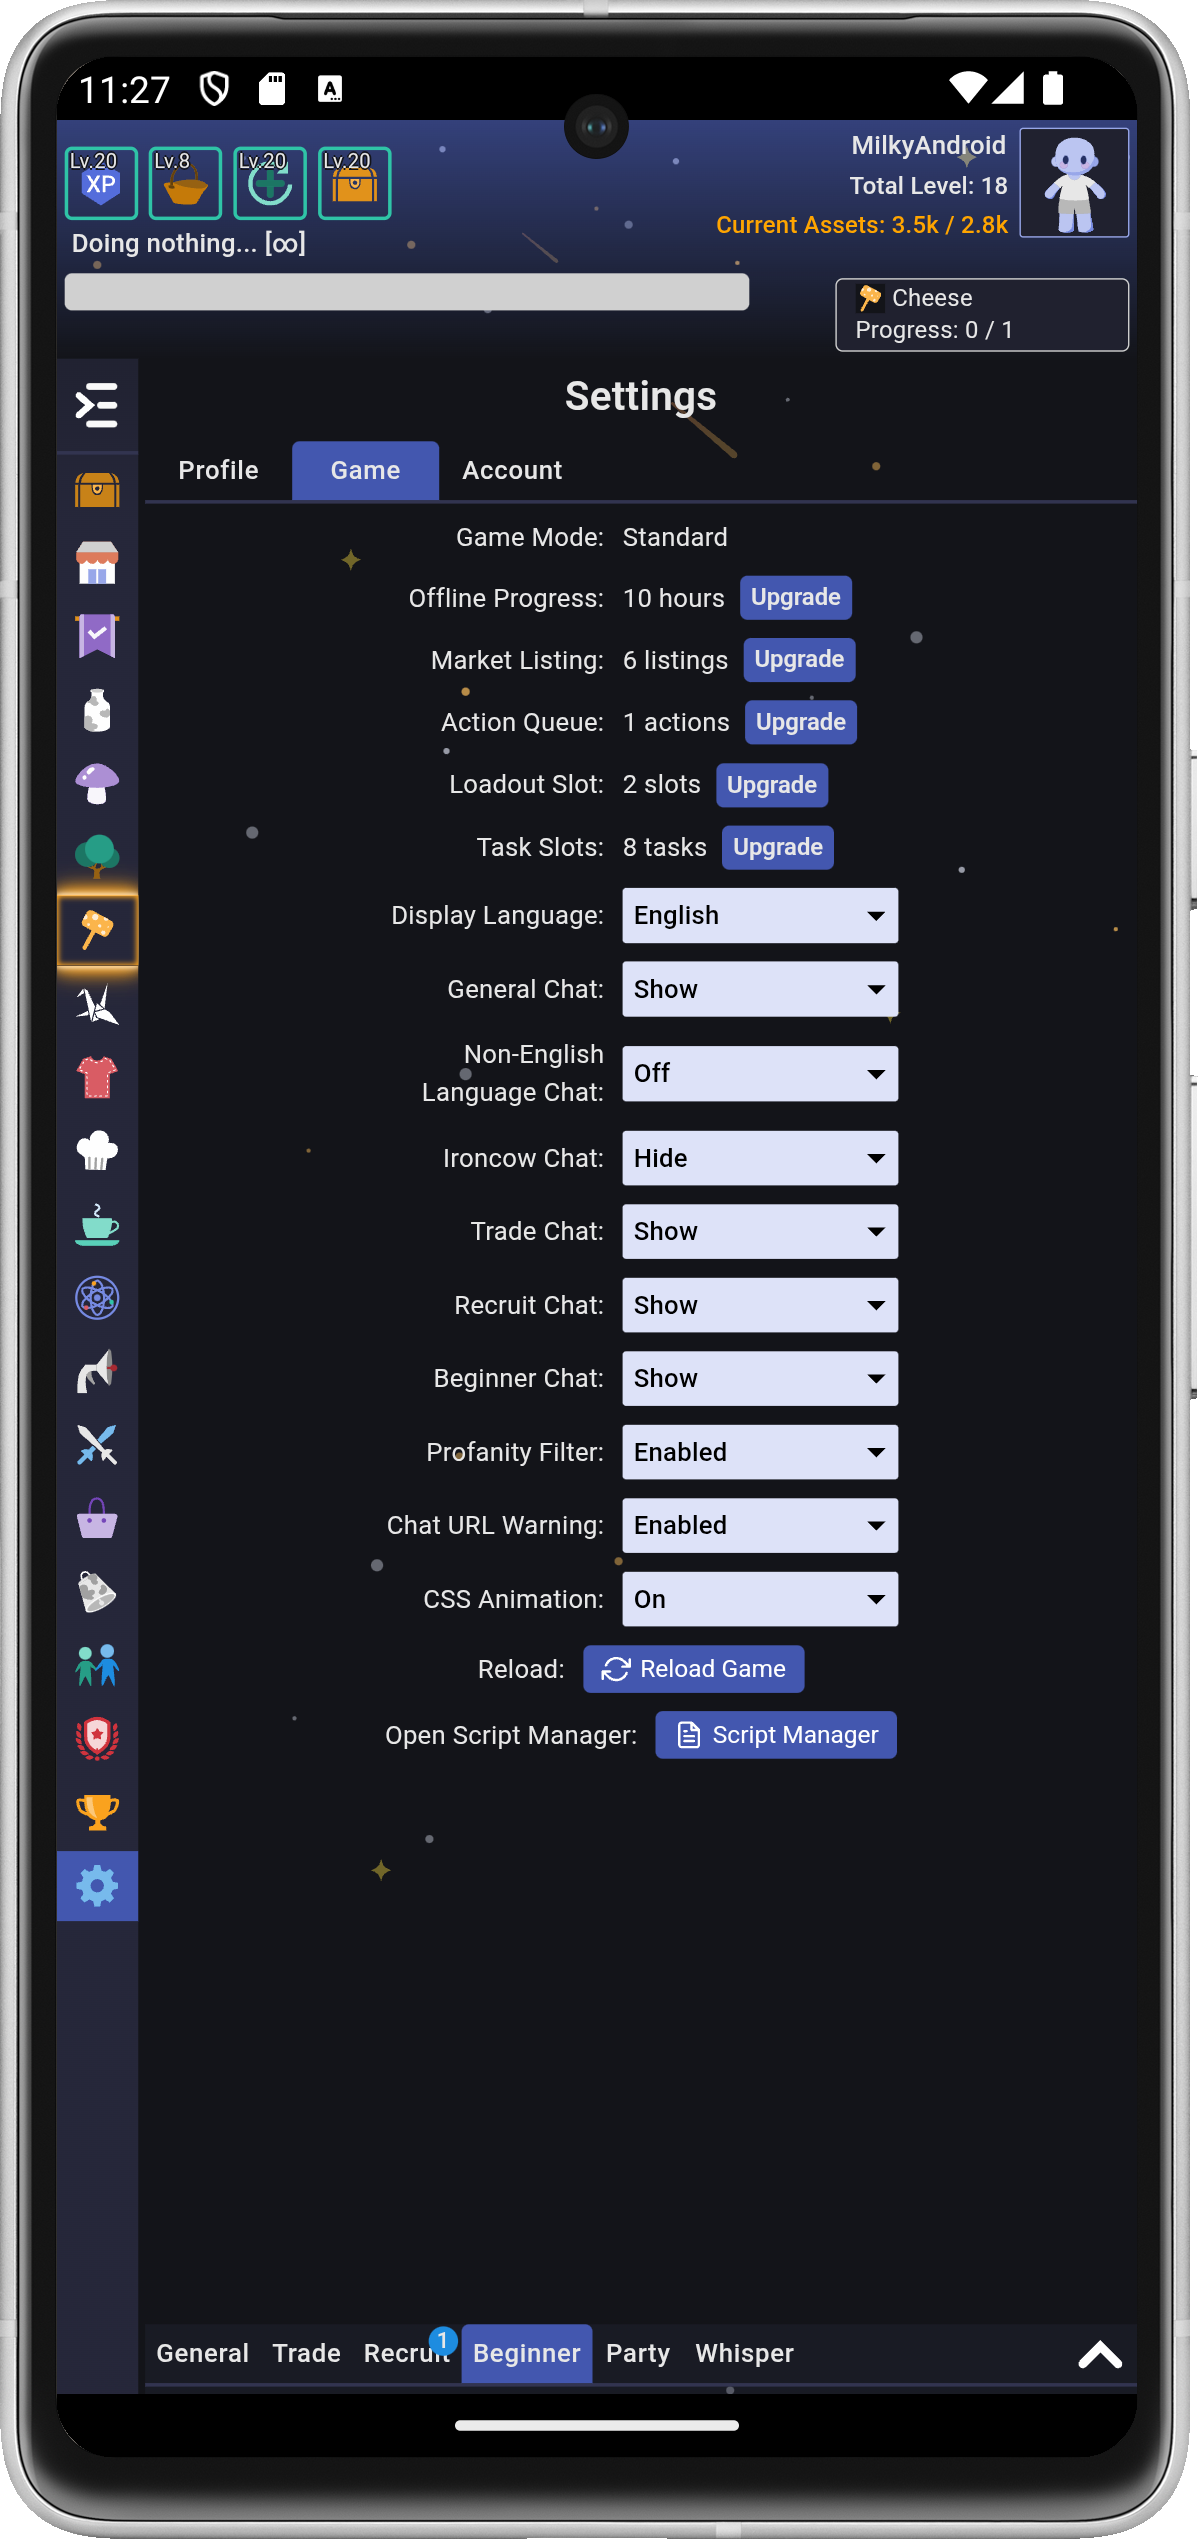 11:27
A
Lv.20
XP
Lv.8
Lv.20
Lv.20
MilkyAndroid
Total Level: 18
Current Assets: 3.5k / 2.8k
Doing nothing... [∞]
Cheese
Progress: 0 / 1
Settings
Profile
Game
Account
Game Mode: Standard
Offline Progress: 10 hours Upgrade
Market Listing: 6 listings Upgrade
Action Queue: 1 actions Upgrade
Loadout Slot: 2 slots Upgrade
Task Slots: 8 tasks Upgrade
Display Language: English
General Chat: Show
Non-English
Language Chat: Off
Ironcow Chat: Hide
Trade Chat: Show
Recruit Chat: Show
Beginner Chat: Show
Profanity Filter: Enabled
Chat URL Warning: Enabled
CSS Animation: On
Reload: Reload Game
Open Script Manager: Script Manager
General Trade Recruit 1 Beginner Party Whisper